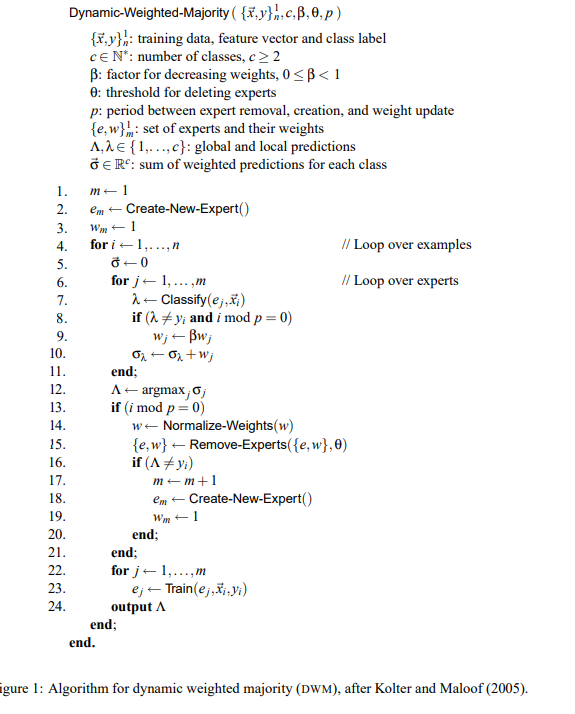 Dynamic-Weighted-Majority ( {x⃗,y}¹ₙ, c, β, θ, p )
{x⃗,y}¹ₙ: training data, feature vector and class label
c ∈ ℕ*: number of classes, c ≥ 2
β: factor for decreasing weights, 0 ≤ β < 1
θ: threshold for deleting experts
p: period between expert removal, creation, and weight update
{e,w}¹ₘ: set of experts and their weights
Λ,λ ∈ {1,…,c}: global and local predictions
σ⃗ ∈ ℝᶜ: sum of weighted predictions for each class
1. m ← 1
2. eₘ ← Create-New-Expert()
3. wₘ ← 1
4. for i ← 1,…,n // Loop over examples
5. σ⃗ ← 0
6. for j ← 1,…,m // Loop over experts
7. λ ← Classify(eⱼ,x⃗ᵢ)
8. if (λ ≠ yᵢ and i mod p = 0)
9. wⱼ ← βwⱼ
10. σ_λ ← σ_λ + wⱼ
11. end;
12. Λ ← argmaxⱼ σⱼ
13. if (i mod p = 0)
14. w ← Normalize-Weights(w)
15. {e,w} ← Remove-Experts({e,w},θ)
16. if (Λ ≠ yᵢ)
17. m ← m+1
18. eₘ ← Create-New-Expert()
19. wₘ ← 1
20. end;
21. end;
22. for j ← 1,…,m
23. eⱼ ← Train(eⱼ,x⃗ᵢ,yᵢ)
24. output Λ
end;
end.
igure 1: Algorithm for dynamic weighted majority (DWM), after Kolter and Maloof (2005).